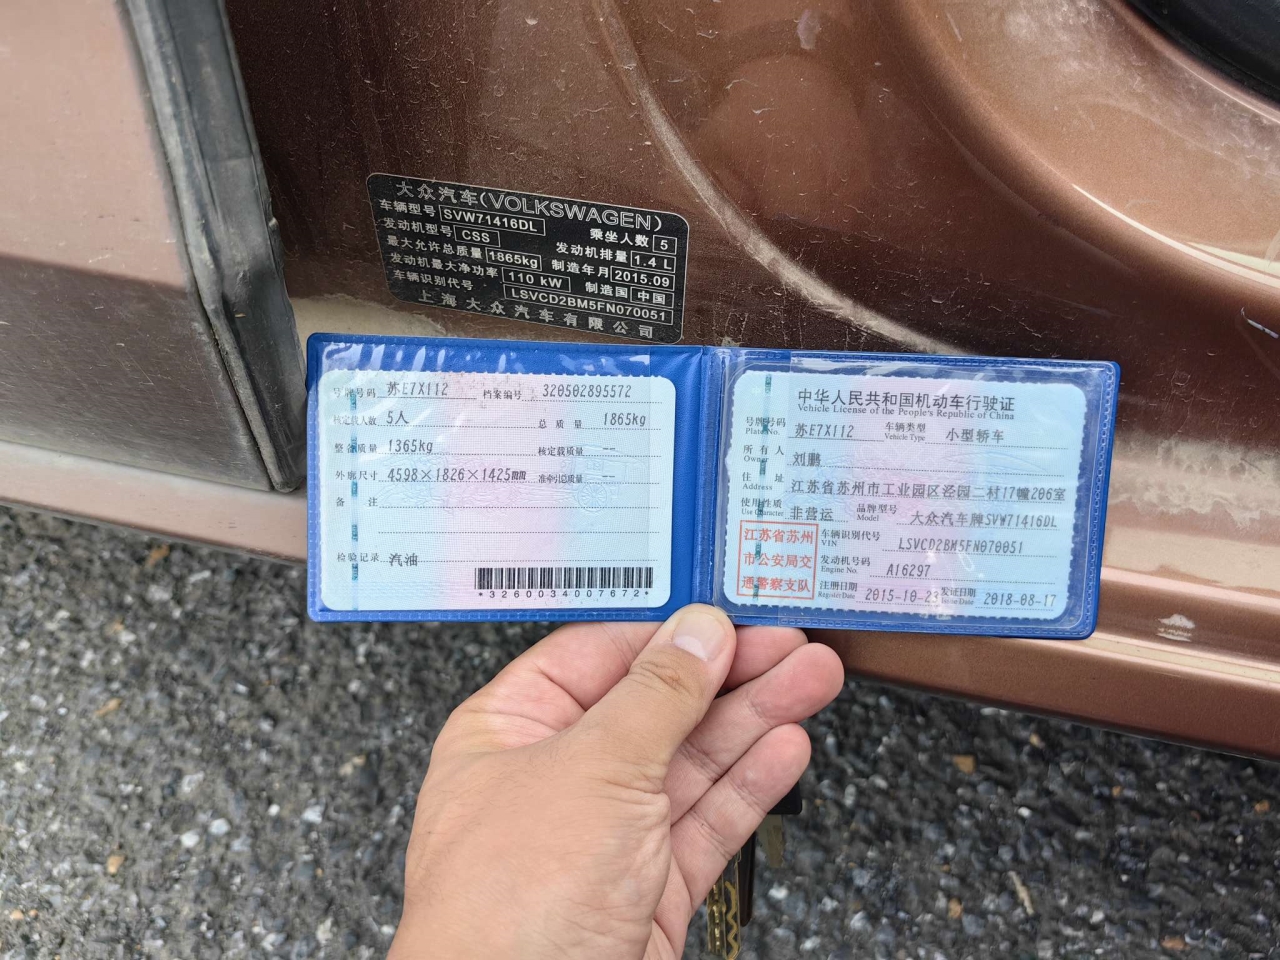 大众汽车(VOLKSWAGEN)
车辆型号 SVW71416DL 乘坐人数 5
发动机型号 CSS 发动机排量 1.4 L
最大允许总质量 1865kg 制造年月 2015.09
发动机最大净功率 110 kW 制造国 中国
车辆识别代号 LSVCD2BM5FN070051
上海大众汽车有限公司
号牌号码 苏E7X112 档案编号 320502895572
核定载人数 5人 总质量 1865kg
整备质量 1365kg 核定载质量 --
外廓尺寸 4598×1826×1425mm 准牵引总质量 --
备注
检验记录 汽油
*3260034007672*
中华人民共和国机动车行驶证
Vehicle License of the People's Republic of China
号牌号码 苏E7X112 车辆类型 小型轿车
Plate No. Vehicle Type
所有人 刘鹏
Owner
住址 江苏省苏州市工业园区泾园二村17幢206室
Address
使用性质 非营运 品牌型号 大众汽车牌SVW71416DL
Use Character Model
车辆识别代号 LSVCD2BM5FN070051
VIN
发动机号码 A16297
Engine No.
注册日期 2015-10-23 发证日期 2018-08-17
Register Date Issue Date
江苏省苏州
市公安局交
通警察支队